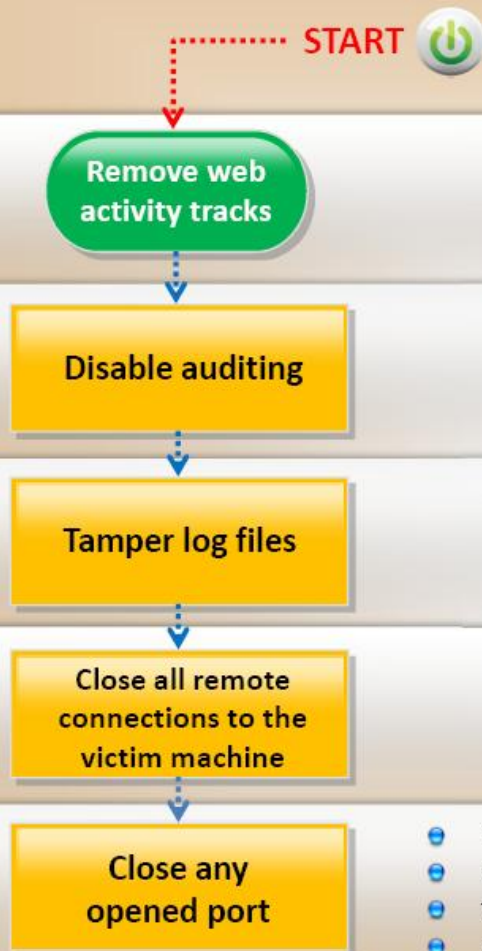 START
Remove web
activity tracks
Disable auditing
Tamper log files
Close all remote
connections to the
victim machine
Close any
opened port